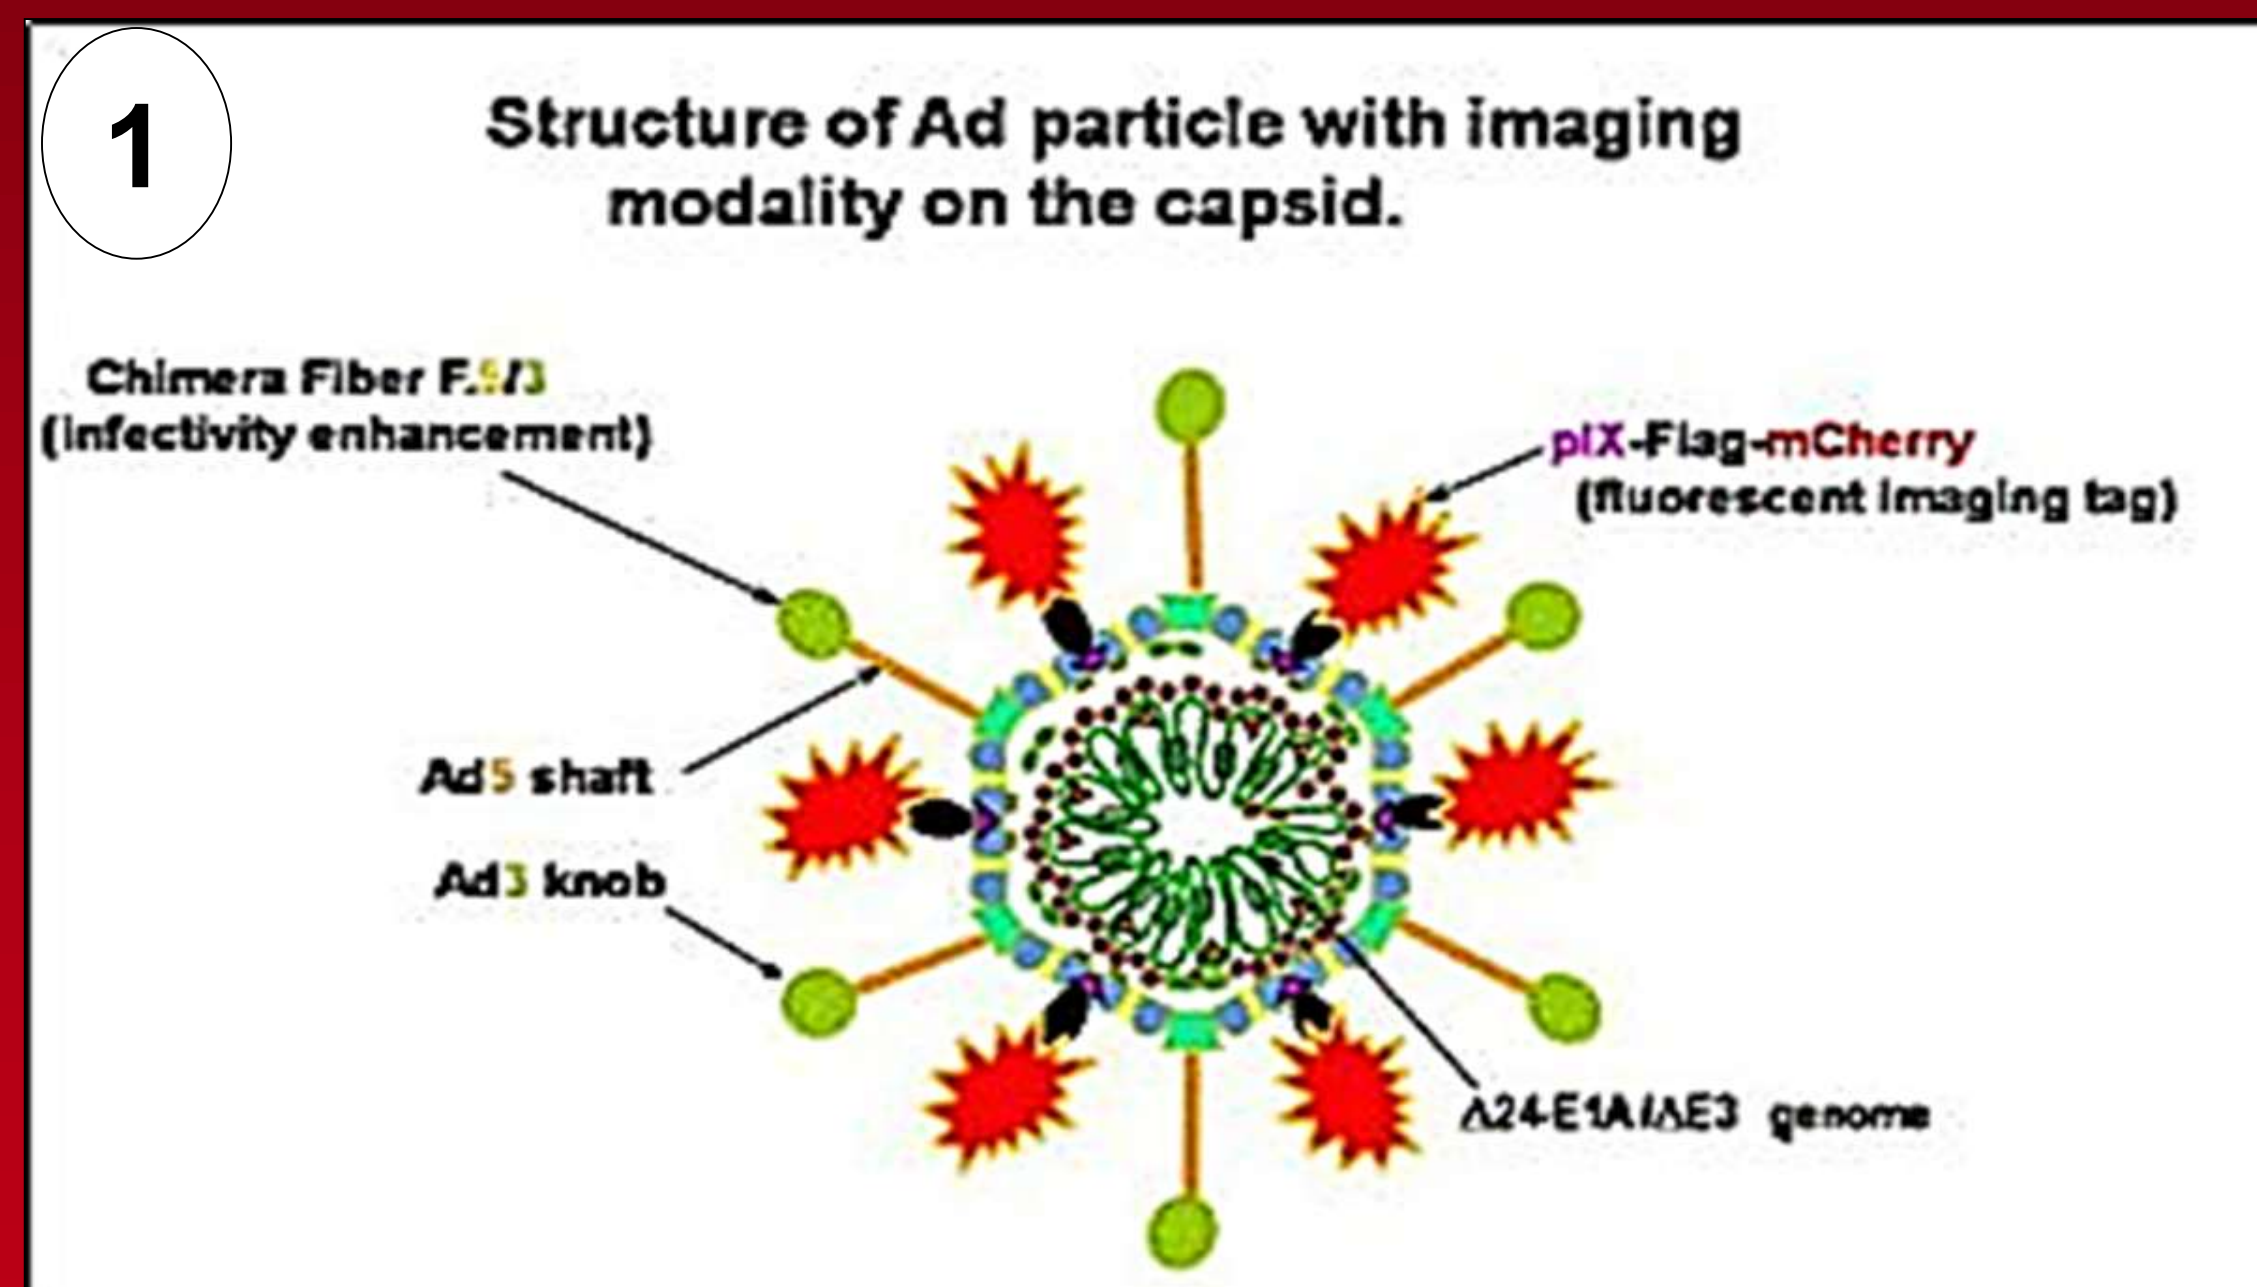 1
Structure of Ad particle with imaging
modality on the capsid.
Chimera Fiber F.5/3
(infectivity enhancement)
pIX-Flag-mCherry
(fluorescent imaging tag)
Ad5 shaft
Ad3 knob
Δ24-E1A/ΔE3 genome